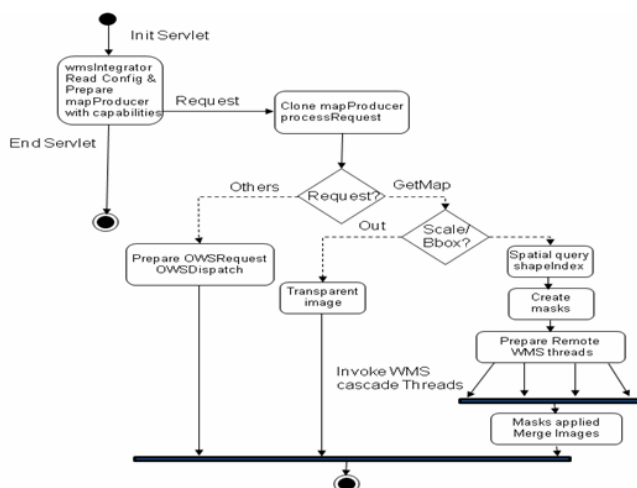 Init Servlet
wmsIntegrator
Read Config &
Prepare
mapProducer
with capabilities
Request
Clone mapProducer
processRequest
End Servlet
Others
Request?
GetMap
Out
Scale/
Bbox?
Prepare OWSRequest
OWSDispatch
Transparent
image
Spatial query
shapeIndex
Create
masks
Prepare Remote
WMS threads
Invoke WMS
cascade Threads
Masks applied
Merge Images